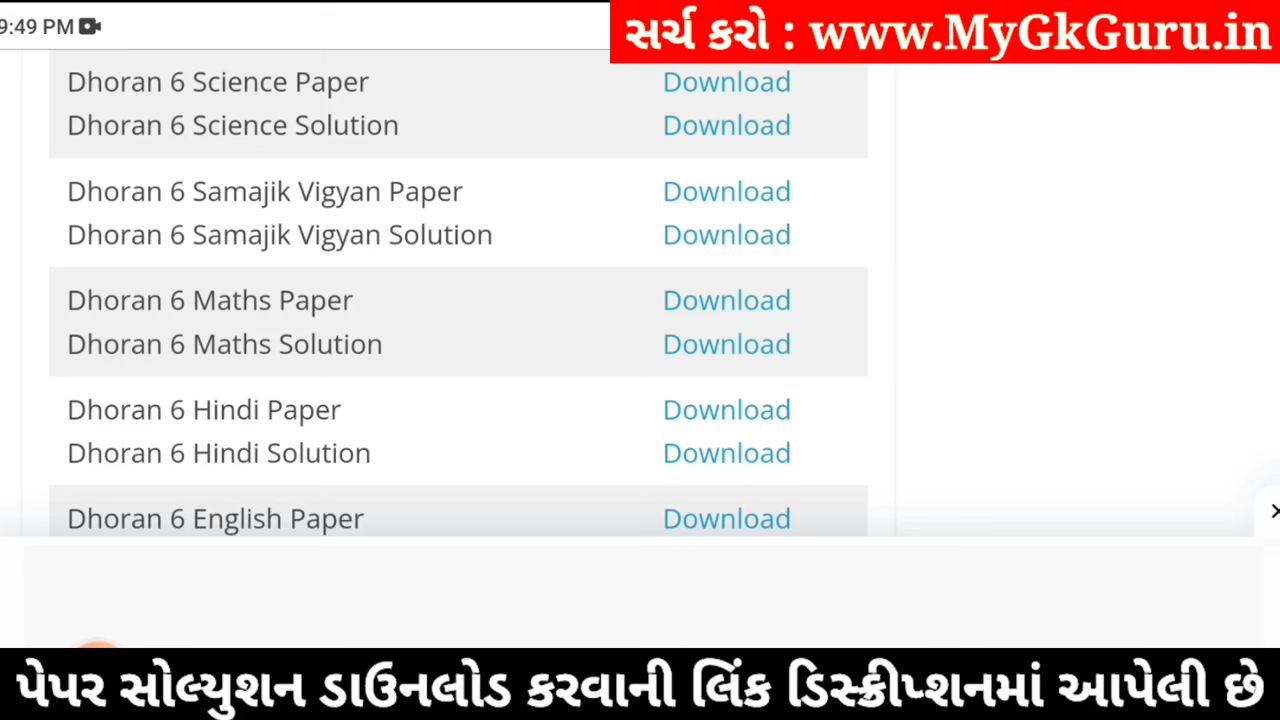 9:49 PM
સર્ચ કરો : www.MyGkGuru.in
Dhoran 6 Science Paper Download
Dhoran 6 Science Solution Download
Dhoran 6 Samajik Vigyan Paper Download
Dhoran 6 Samajik Vigyan Solution Download
Dhoran 6 Maths Paper Download
Dhoran 6 Maths Solution Download
Dhoran 6 Hindi Paper Download
Dhoran 6 Hindi Solution Download
Dhoran 6 English Paper Download
પેપર સોલ્યુશન ડાઉનલોડ કરવાની લિંક ડિસ્ક્રીપ્શનમાં આપેલી છે